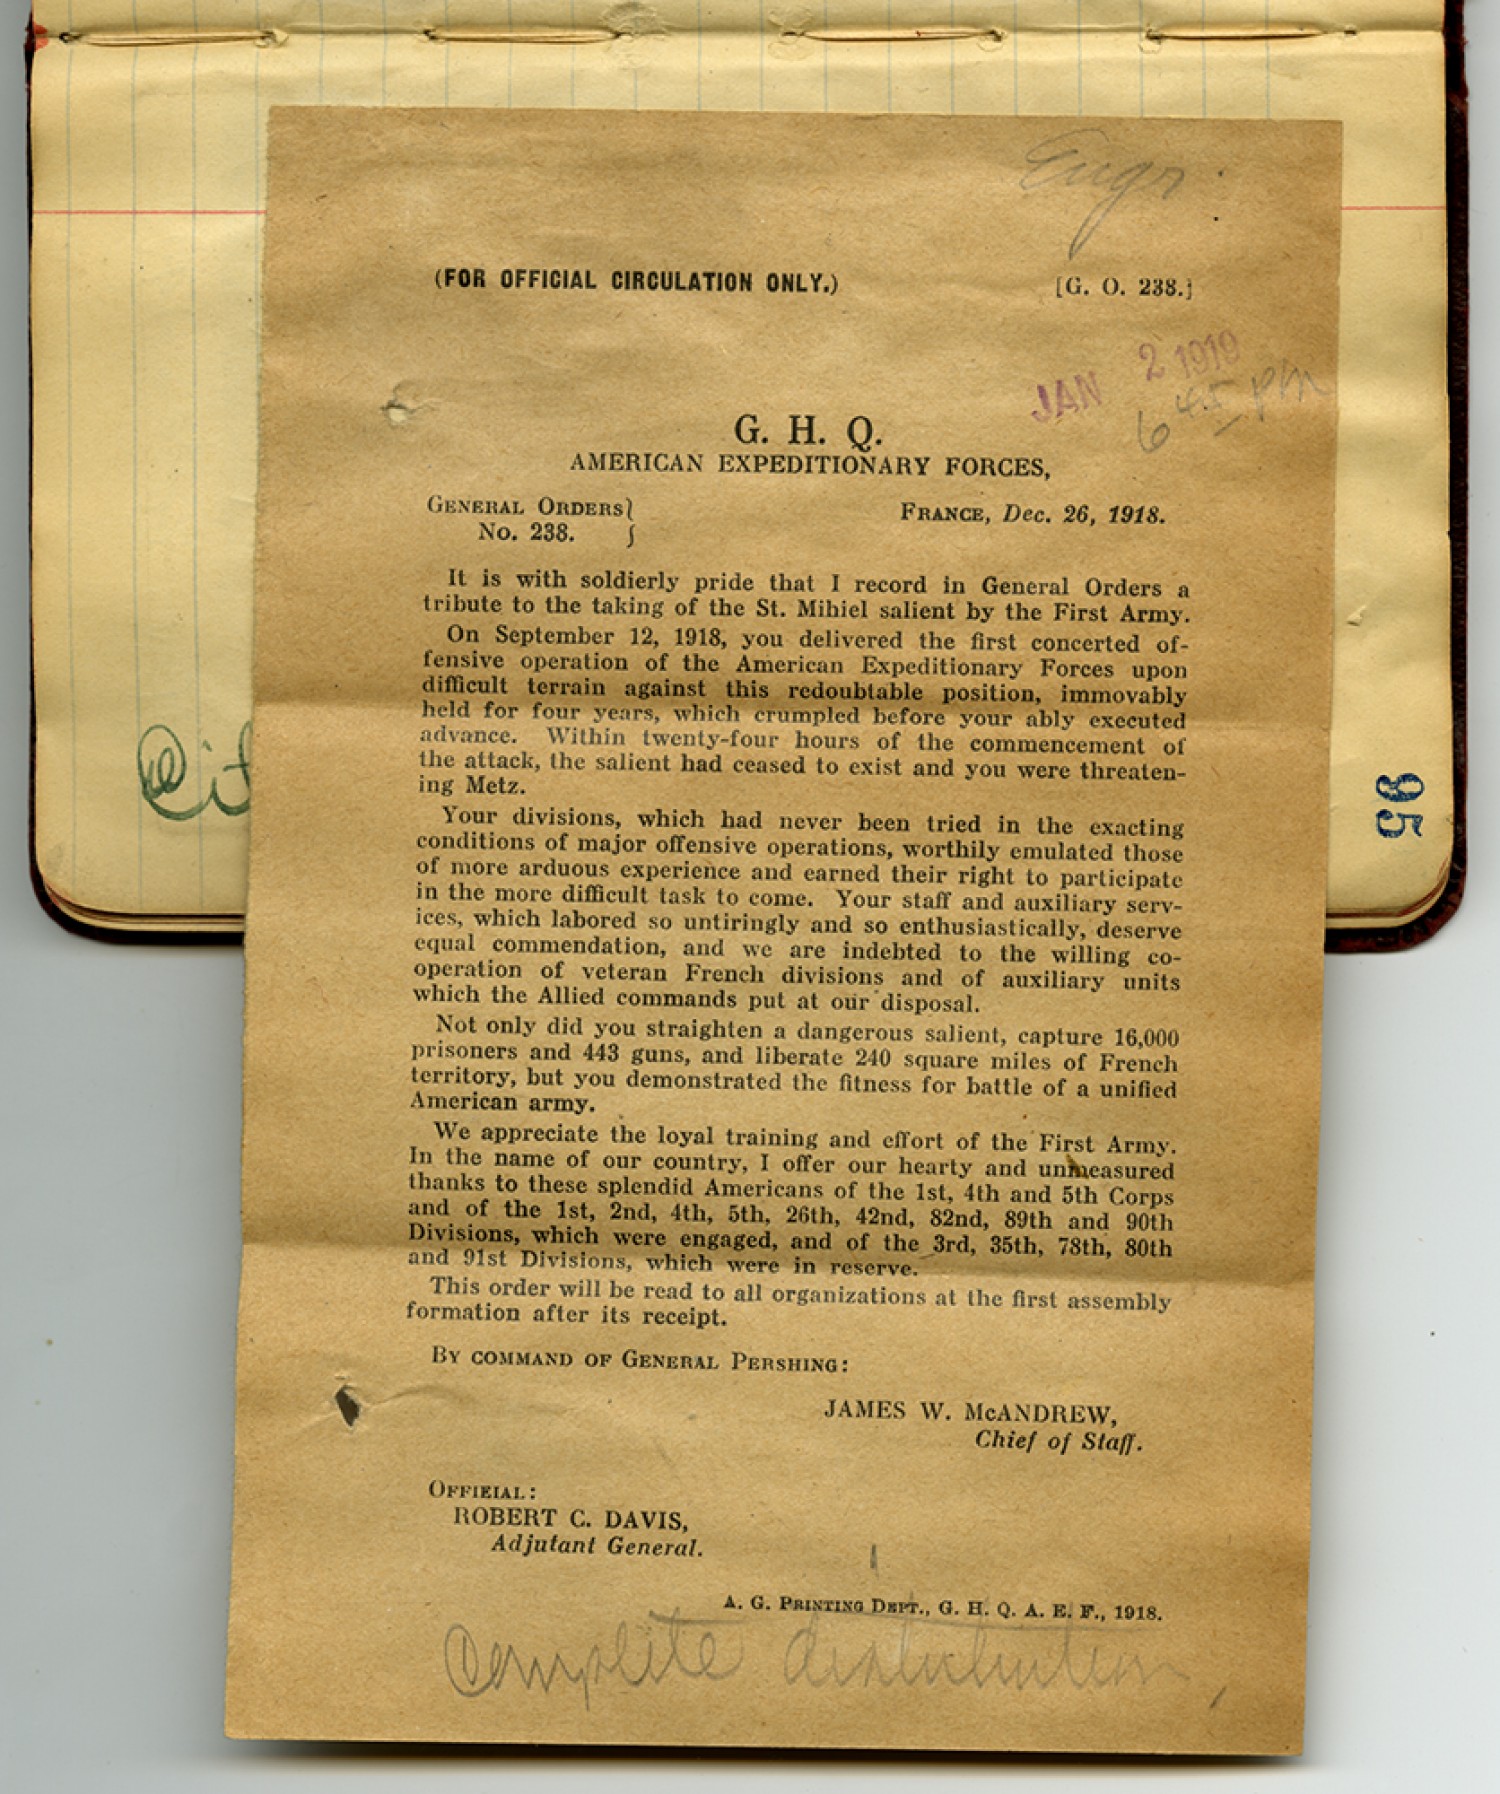 Engr.
(FOR OFFICIAL CIRCULATION ONLY.) [G. O. 238.]
JAN 2 1919
6 45 PM
G. H. Q.
AMERICAN EXPEDITIONARY FORCES,
GENERAL ORDERS }
No. 238. }
FRANCE, Dec. 26, 1918.
It is with soldierly pride that I record in General Orders a
tribute to the taking of the St. Mihiel salient by the First Army.
On September 12, 1918, you delivered the first concerted of-
fensive operation of the American Expeditionary Forces upon
difficult terrain against this redoubtable position, immovably
held for four years, which crumpled before your ably executed
advance. Within twenty-four hours of the commencement of
the attack, the salient had ceased to exist and you were threaten-
ing Metz.
Your divisions, which had never been tried in the exacting
conditions of major offensive operations, worthily emulated those
of more arduous experience and earned their right to participate
in the more difficult task to come. Your staff and auxiliary serv-
ices, which labored so untiringly and so enthusiastically, deserve
equal commendation, and we are indebted to the willing co-
operation of veteran French divisions and of auxiliary units
which the Allied commands put at our disposal.
Not only did you straighten a dangerous salient, capture 16,000
prisoners and 443 guns, and liberate 240 square miles of French
territory, but you demonstrated the fitness for battle of a unified
American army.
We appreciate the loyal training and effort of the First Army.
In the name of our country, I offer our hearty and unmeasured
thanks to these splendid Americans of the 1st, 4th and 5th Corps
and of the 1st, 2nd, 4th, 5th, 26th, 42nd, 82nd, 89th and 90th
Divisions, which were engaged, and of the 3rd, 35th, 78th, 80th
and 91st Divisions, which were in reserve.
This order will be read to all organizations at the first assembly
formation after its receipt.
BY COMMAND OF GENERAL PERSHING:
JAMES W. McANDREW,
Chief of Staff.
OFFIEIAL:
ROBERT C. DAVIS,
Adjutant General.
A. G. PRINTING DEPT., G. H. Q. A. E. F., 1918.
Complete distribution
95